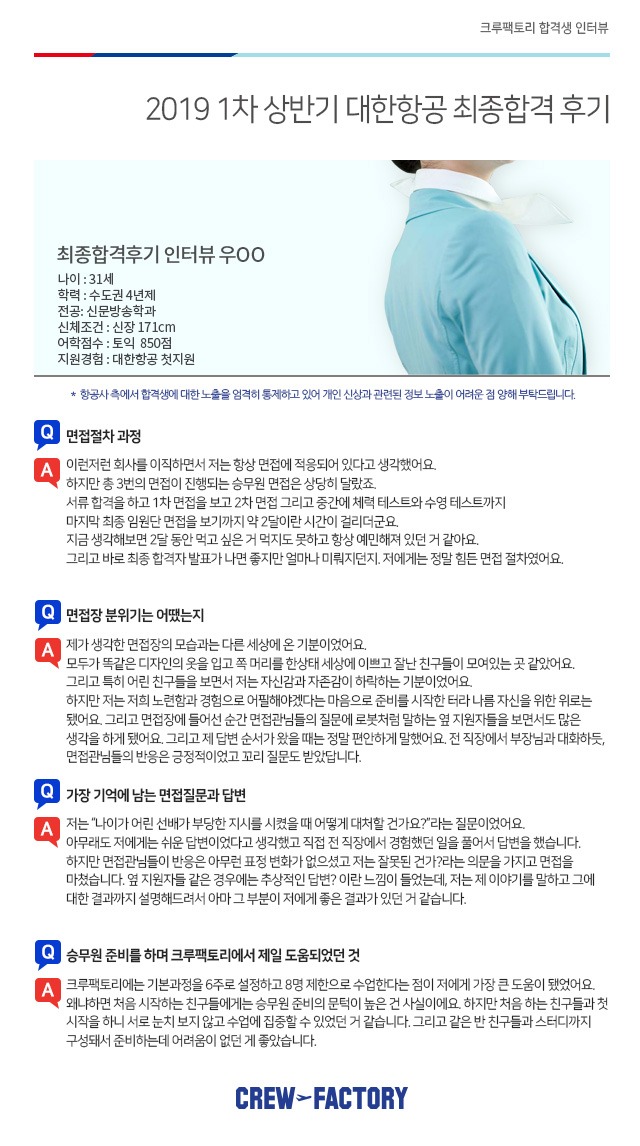 크루팩토리 합격생 인터뷰
2019 1차 상반기 대한항공 최종합격 후기
최종합격후기 인터뷰 우OO
나이 : 31세
학력 : 수도권 4년제
전공: 신문방송학과
신체조건 : 신장 171cm
어학점수 : 토익 850점
지원경험 : 대한항공 첫지원
* 항공사 측에서 합격생에 대한 노출을 엄격히 통제하고 있어 개인 신상과 관련된 정보 노출이 어려운 점 양해 부탁드립니다.
Q 면접절차 과정
A 이런저런 회사를 이직하면서 저는 항상 면접에 적응되어 있다고 생각했어요.
하지만 총 3번의 면접이 진행되는 승무원 면접은 상당히 달랐죠.
서류 합격을 하고 1차 면접을 보고 2차 면접 그리고 중간에 체력 테스트와 수영 테스트까지
마지막 최종 임원단 면접을 보기까지 약 2달이란 시간이 걸리더군요.
지금 생각해보면 2달 동안 먹고 싶은 거 먹지도 못하고 항상 예민해져 있던 거 같아요.
그리고 바로 최종 합격자 발표가 나면 좋지만 얼마나 미뤄지던지. 저에게는 정말 힘든 면접 절차였어요.
Q 면접장 분위기는 어땠는지
A 제가 생각한 면접장의 모습과는 다른 세상에 온 기분이었어요.
모두가 똑같은 디자인의 옷을 입고 쪽 머리를 한상태 세상에 이쁘고 잘난 친구들이 모여있는 곳 같았어요.
그리고 특히 어린 친구들을 보면서 저는 자신감과 자존감이 하락하는 기분이었어요.
하지만 저는 저희 노련함과 경험으로 어필해야겠다는 마음으로 준비를 시작한 터라 나름 자신을 위한 위로는
됐어요. 그리고 면접장에 들어선 순간 면접관님들의 질문에 로봇처럼 말하는 옆 지원자들을 보면서도 많은
생각을 하게 됐어요. 그리고 제 답변 순서가 왔을 때는 정말 편안하게 말했어요. 전 직장에서 부장님과 대화하듯,
면접관님들의 반응은 긍정적이었고 꼬리 질문도 받았답니다.
Q 가장 기억에 남는 면접질문과 답변
A 저는 “나이가 어린 선배가 부당한 지시를 시켰을 때 어떻게 대처할 건가요?”라는 질문이었어요.
아무래도 저에게는 쉬운 답변이었다고 생각했고 직접 전 직장에서 경험했던 일을 풀어서 답변을 했습니다.
하지만 면접관님들이 반응은 아무런 표정 변화가 없으셨고 저는 잘못된 건가?라는 의문을 가지고 면접을
마쳤습니다. 옆 지원자들 같은 경우에는 추상적인 답변? 이란 느낌이 들었는데, 저는 제 이야기를 말하고 그에
대한 결과까지 설명해드려서 아마 그 부분이 저에게 좋은 결과가 있던 거 같습니다.
Q 승무원 준비를 하며 크루팩토리에서 제일 도움되었던 것
A 크루팩토리에는 기본과정을 6주로 설정하고 8명 제한으로 수업한다는 점이 저에게 가장 큰 도움이 됐었어요.
왜냐하면 처음 시작하는 친구들에게는 승무원 준비의 문턱이 높은 건 사실이에요. 하지만 처음 하는 친구들과 첫
시작을 하니 서로 눈치 보지 않고 수업에 집중할 수 있었던 거 같습니다. 그리고 같은 반 친구들과 스터디까지
구성돼서 준비하는데 어려움이 없던 게 좋았습니다.
CREW FACTORY